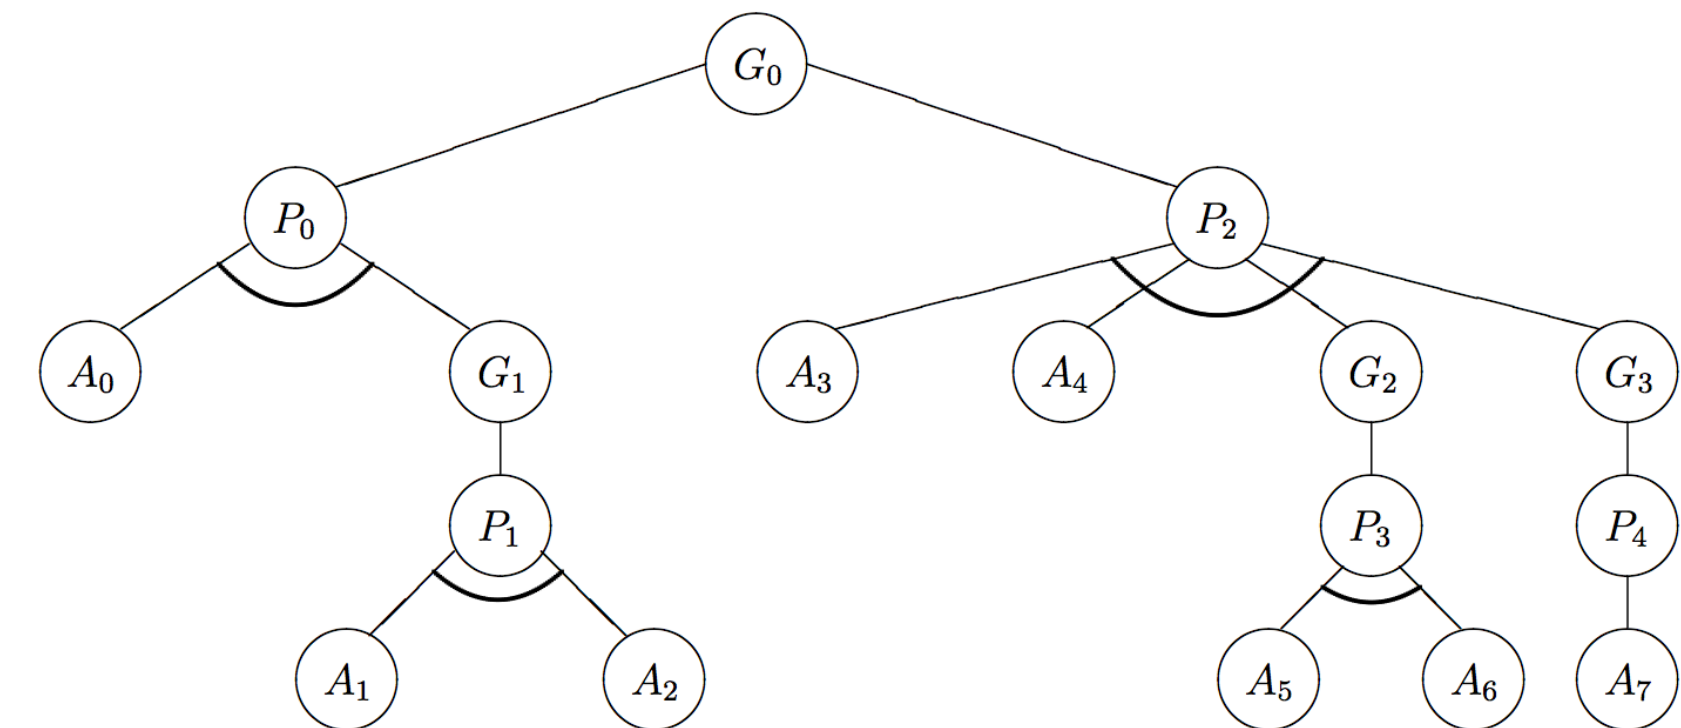 G₀
P₀ P₂
A₀ G₁ A₃ A₄ G₂ G₃
P₁ P₃ P₄
A₁ A₂ A₅ A₆ A₇